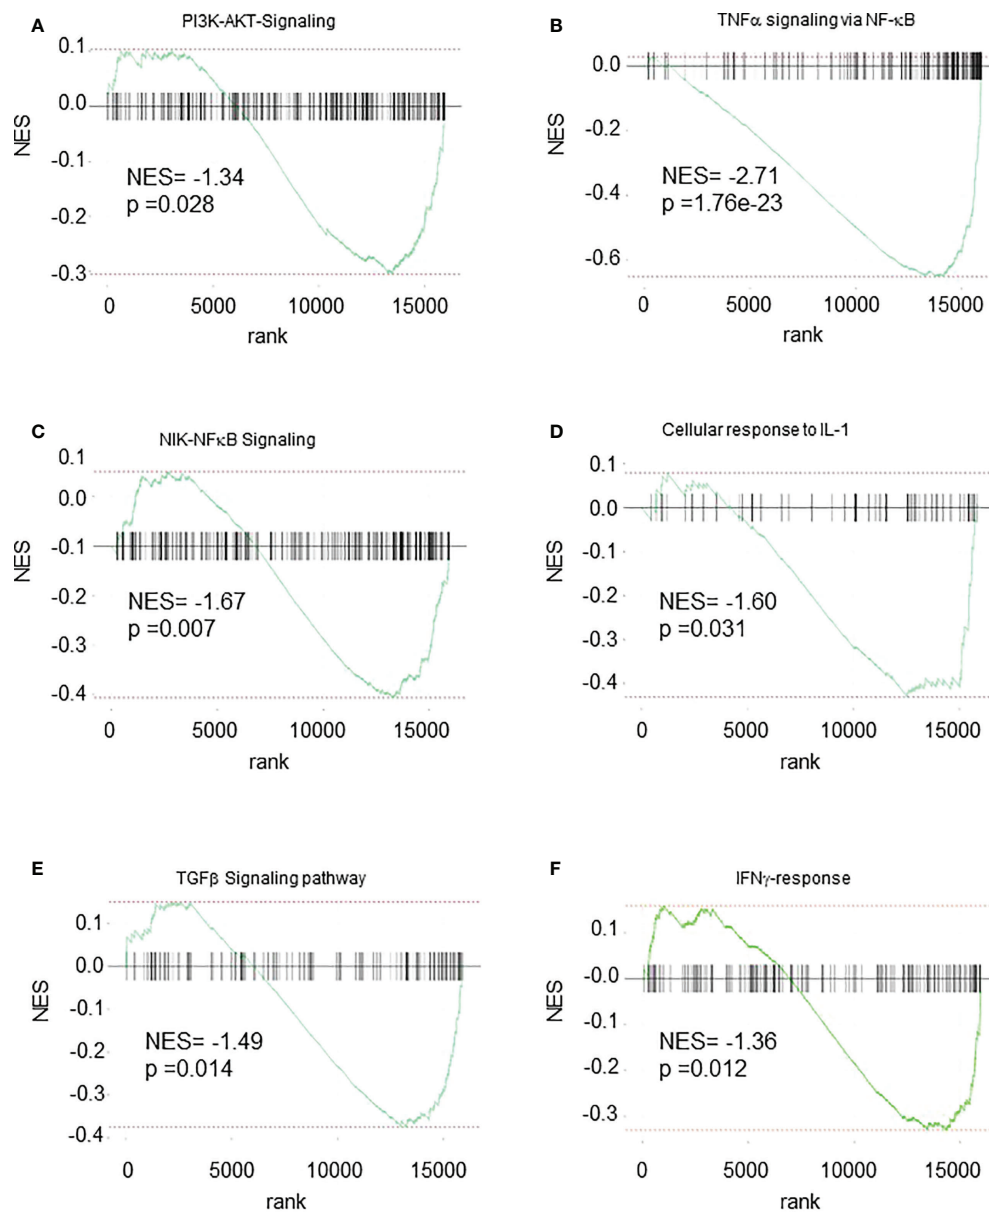 A
PI3K-AKT-Signaling
0.1
0.0
-0.1
-0.2
-0.3
NES
NES= -1.34
p =0.028
0 5000 10000 15000
rank
B
TNFα signaling via NF-κB
0.0
-0.2
-0.4
-0.6
NES
NES= -2.71
p =1.76e-23
0 5000 10000 15000
rank
C
NIK-NFκB Signaling
0.1
0.0
-0.1
-0.2
-0.3
-0.4
NES
NES= -1.67
p =0.007
0 5000 10000 15000
rank
D
Cellular response to IL-1
0.1
0.0
-0.1
-0.2
-0.3
-0.4
NES
NES= -1.60
p =0.031
0 5000 10000 15000
rank
E
TGFβ Signaling pathway
0.1
0.0
-0.1
-0.2
-0.3
-0.4
NES
NES= -1.49
p =0.014
0 5000 10000 15000
rank
F
IFNγ-response
0.1
-0.0
-0.1
-0.2
-0.3
NES
NES= -1.36
p =0.012
0 5000 10000 15000
rank